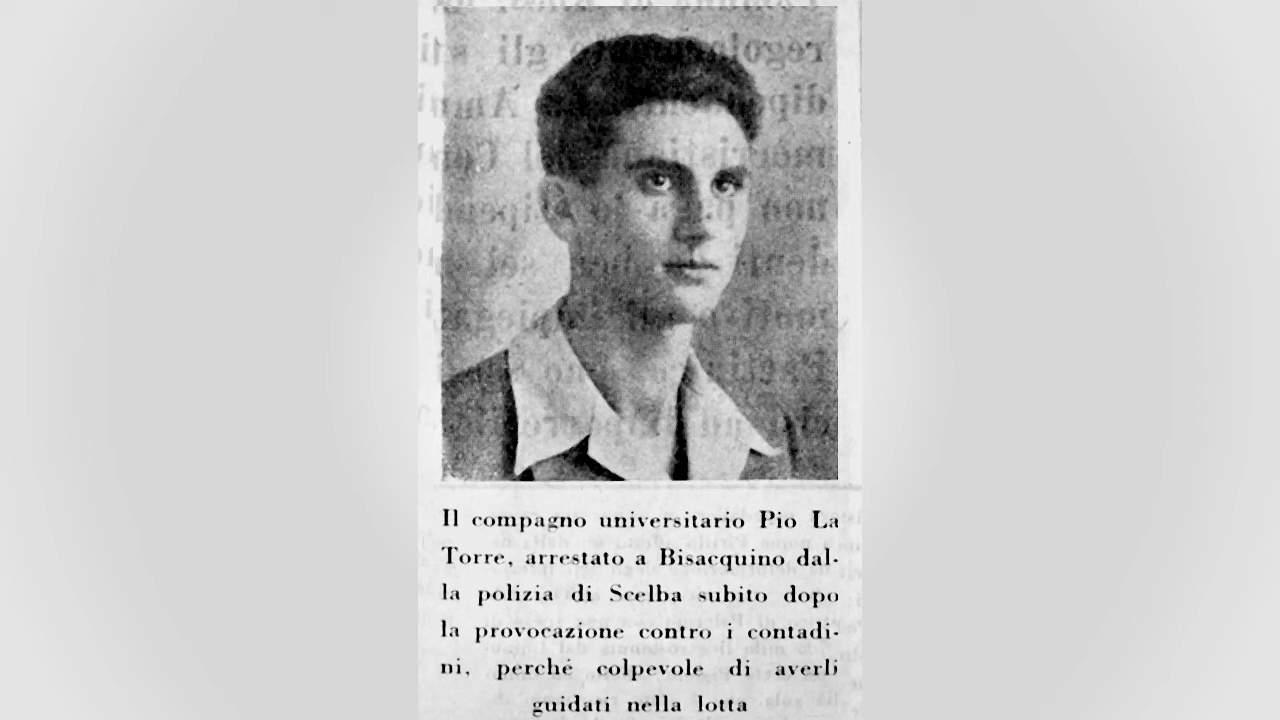 Il compagno universitario Pio La
Torre, arrestato a Bisacquino dal-
la polizia di Scelba subito dopo
la provocazione contro i contadi-
ni, perché colpevole di averli
guidati nella lotta